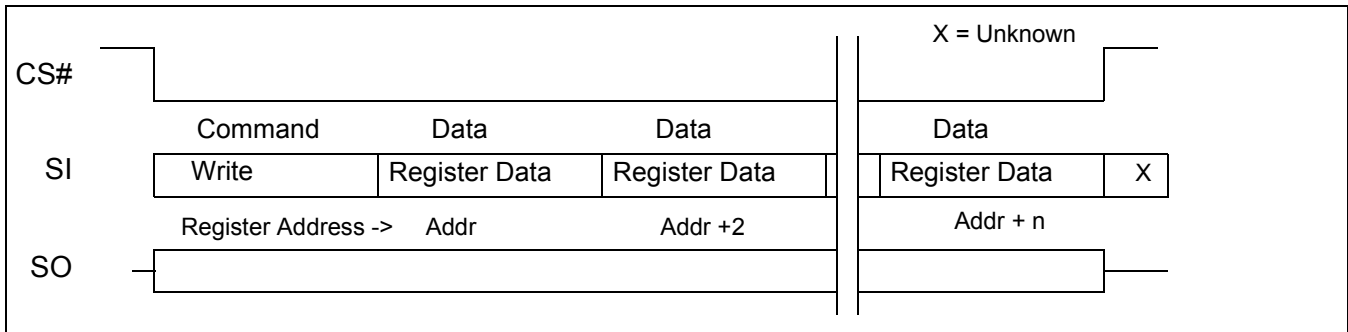 X = Unknown
CS#
Command Data Data Data
SI Write Register Data Register Data Register Data X
Register Address -> Addr Addr +2 Addr + n
SO